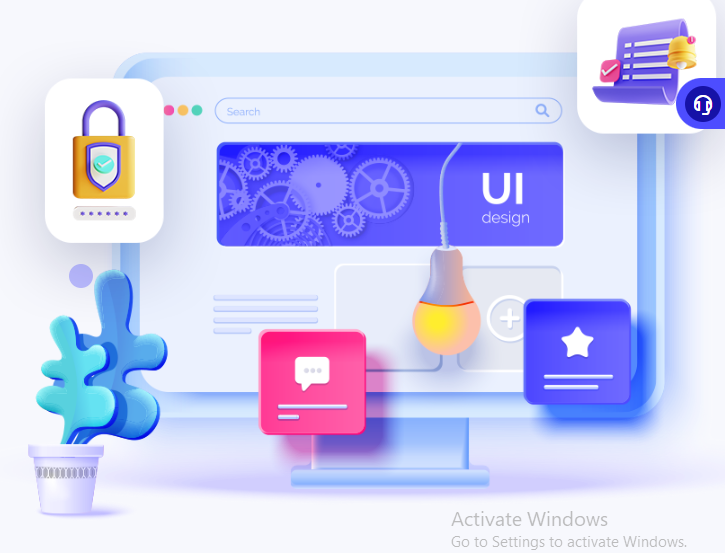 Search
UI
design
******
Activate Windows
Go to Settings to activate Windows.